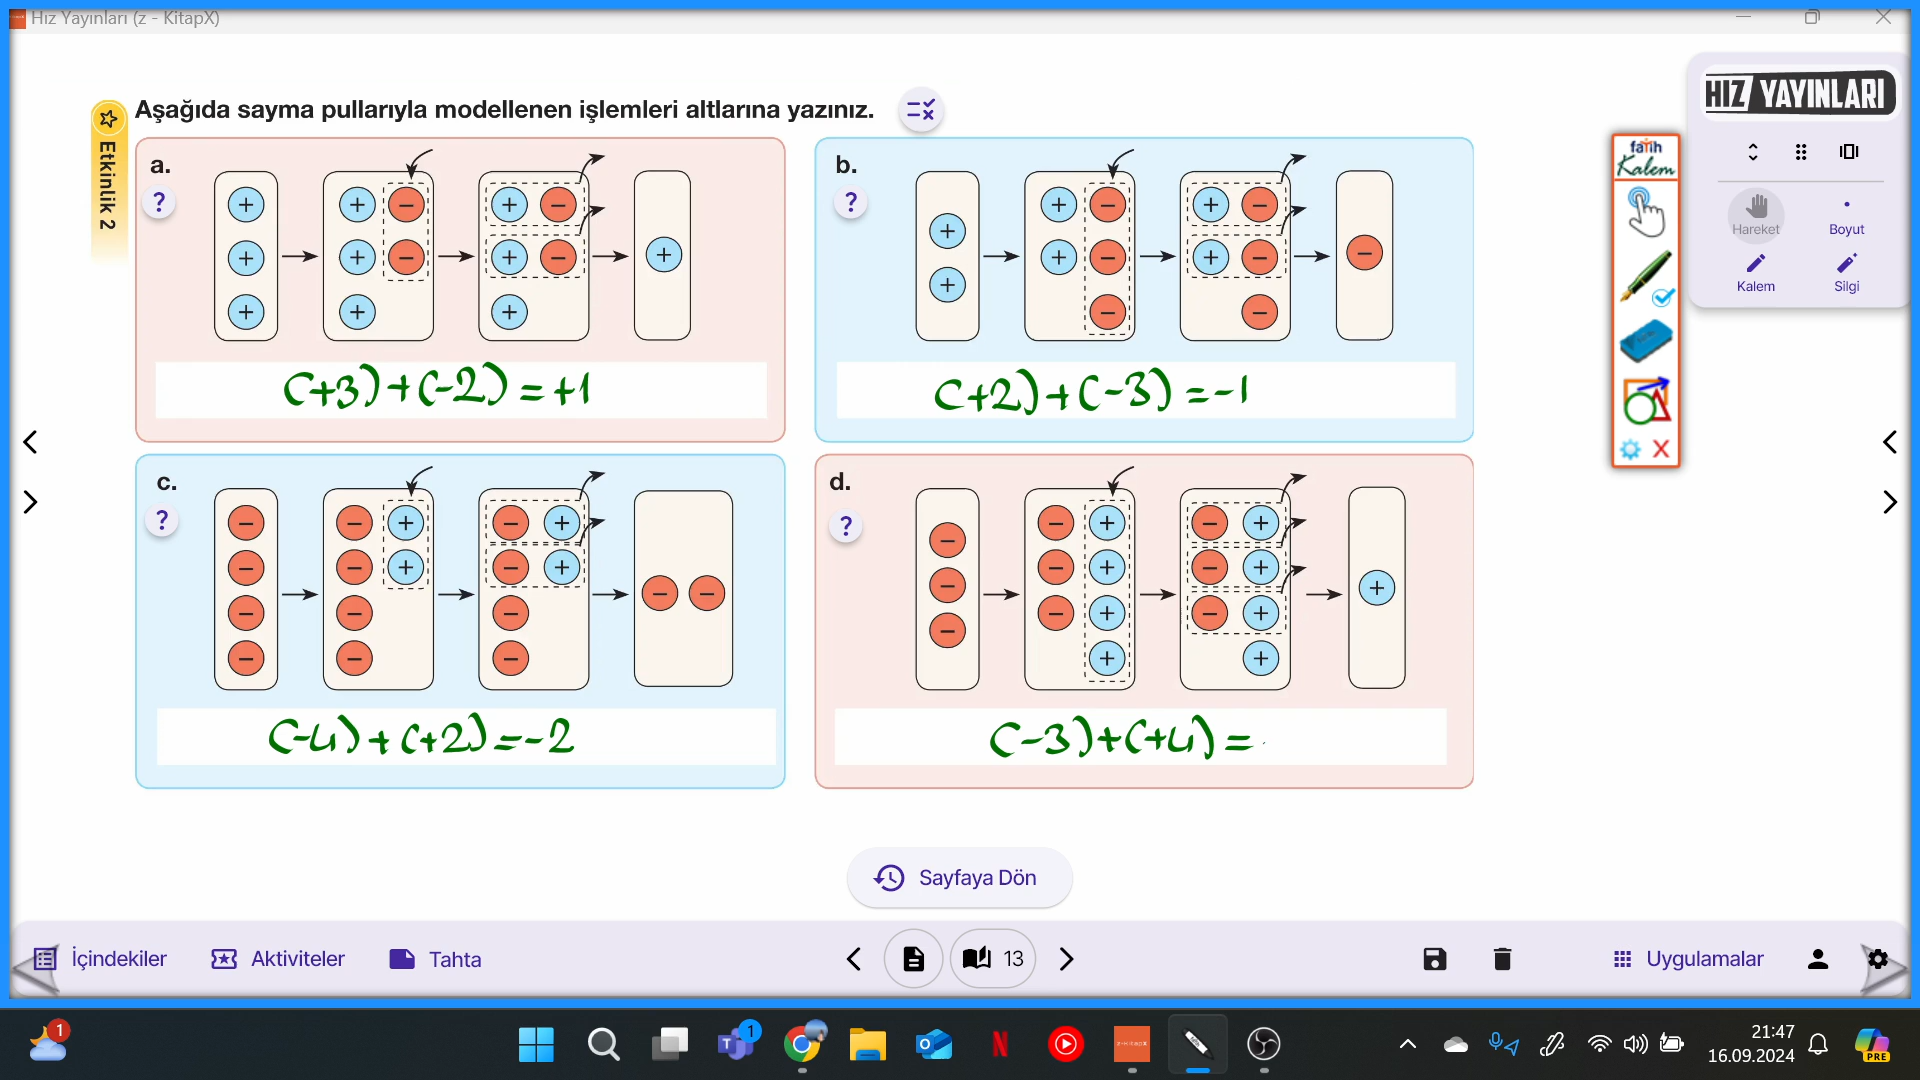 Hız Yayınları (z - KitapX)
Etkinlik 2
Aşağıda sayma pullarıyla modellenen işlemleri altlarına yazınız.
a.
?
(+3)+(-2)=+1
b.
?
(+2)+(-3)=-1
c.
?
(-4)+(+2)=-2
d.
?
(-3)+(+4)=
fatih
Kalem
HIZ YAYINLARI
Hareket
Boyut
Kalem
Silgi
Sayfaya Dön
İçindekiler
Aktiviteler
Tahta
13
Uygulamalar
1
1
21:47
16.09.2024
PRE